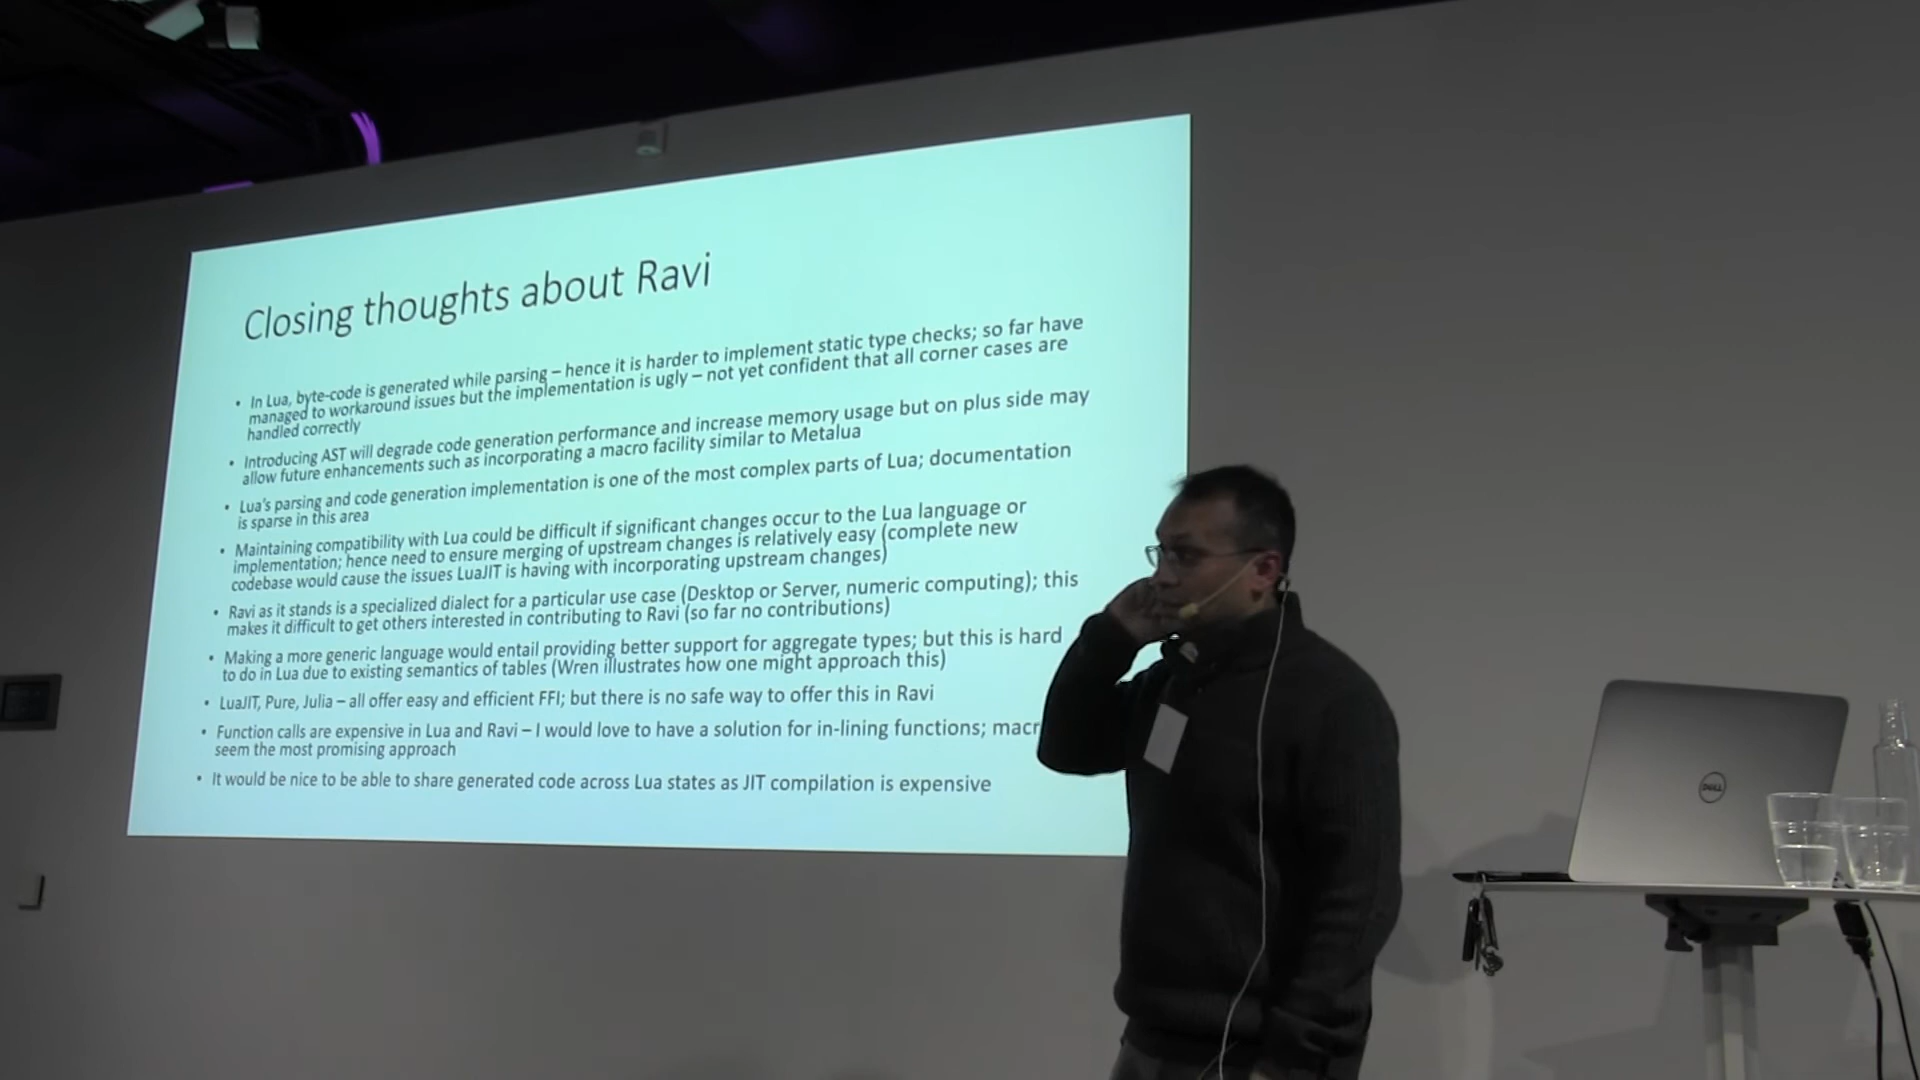 Closing thoughts about Ravi
• In Lua, byte-code is generated while parsing – hence it is harder to implement static type checks; so far have
managed to workaround issues but the implementation is ugly – not yet confident that all corner cases are
handled correctly
• Introducing AST will degrade code generation performance and increase memory usage but on plus side may
allow future enhancements such as incorporating a macro facility similar to Metalua
• Lua's parsing and code generation implementation is one of the most complex parts of Lua; documentation
is sparse in this area
• Maintaining compatibility with Lua could be difficult if significant changes occur to the Lua language or
implementation; hence need to ensure merging of upstream changes is relatively easy (complete new
codebase would cause the issues LuaJIT is having with incorporating upstream changes)
• Ravi as it stands is a specialized dialect for a particular use case (Desktop or Server, numeric computing); this
makes it difficult to get others interested in contributing to Ravi (so far no contributions)
• Making a more generic language would entail providing better support for aggregate types; but this is hard
to do in Lua due to existing semantics of tables (Wren illustrates how one might approach this)
• LuaJIT, Pure, Julia – all offer easy and efficient FFI; but there is no safe way to offer this in Ravi
• Function calls are expensive in Lua and Ravi – I would love to have a solution for in-lining functions; macr
seem the most promising approach
• It would be nice to be able to share generated code across Lua states as JIT compilation is expensive
DELL